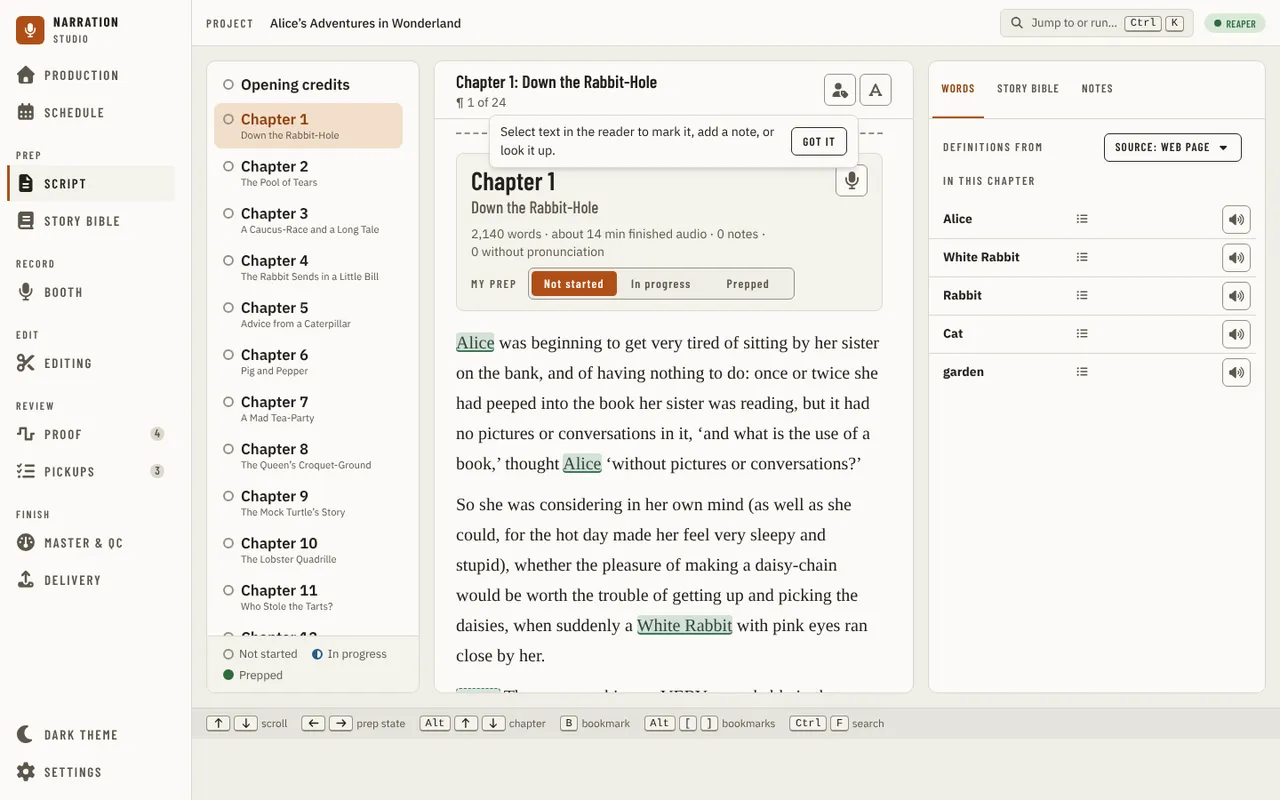 NARRATION
STUDIO
PRODUCTION
SCHEDULE
PREP
SCRIPT
STORY BIBLE
RECORD
BOOTH
EDIT
EDITING
REVIEW
PROOF 4
PICKUPS 3
FINISH
MASTER & QC
DELIVERY
DARK THEME
SETTINGS
PROJECT Alice's Adventures in Wonderland
Jump to or run... Ctrl K
REAPER
Opening credits
Chapter 1
Down the Rabbit-Hole
Chapter 2
The Pool of Tears
Chapter 3
A Caucus-Race and a Long Tale
Chapter 4
The Rabbit Sends in a Little Bill
Chapter 5
Advice from a Caterpillar
Chapter 6
Pig and Pepper
Chapter 7
A Mad Tea-Party
Chapter 8
The Queen's Croquet-Ground
Chapter 9
The Mock Turtle's Story
Chapter 10
The Lobster Quadrille
Chapter 11
Who Stole the Tarts?
Not started In progress
Prepped
Chapter 1: Down the Rabbit-Hole
¶ 1 of 24
Select text in the reader to mark it, add a note, or
look it up.
GOT IT
Chapter 1
Down the Rabbit-Hole
2,140 words · about 14 min finished audio · 0 notes ·
0 without pronunciation
MY PREP Not started In progress Prepped
Alice was beginning to get very tired of sitting by her sister
on the bank, and of having nothing to do: once or twice she
had peeped into the book her sister was reading, but it had
no pictures or conversations in it, ‘and what is the use of a
book,’ thought Alice ‘without pictures or conversations?’
So she was considering in her own mind (as well as she
could, for the hot day made her feel very sleepy and
stupid), whether the pleasure of making a daisy-chain
would be worth the trouble of getting up and picking the
daisies, when suddenly a White Rabbit with pink eyes ran
close by her.
WORDS STORY BIBLE NOTES
DEFINITIONS FROM SOURCE: WEB PAGE
IN THIS CHAPTER
Alice
White Rabbit
Rabbit
Cat
garden
↑ ↓ scroll ← → prep state Alt ↑ ↓ chapter B bookmark Alt [ ] bookmarks Ctrl F search